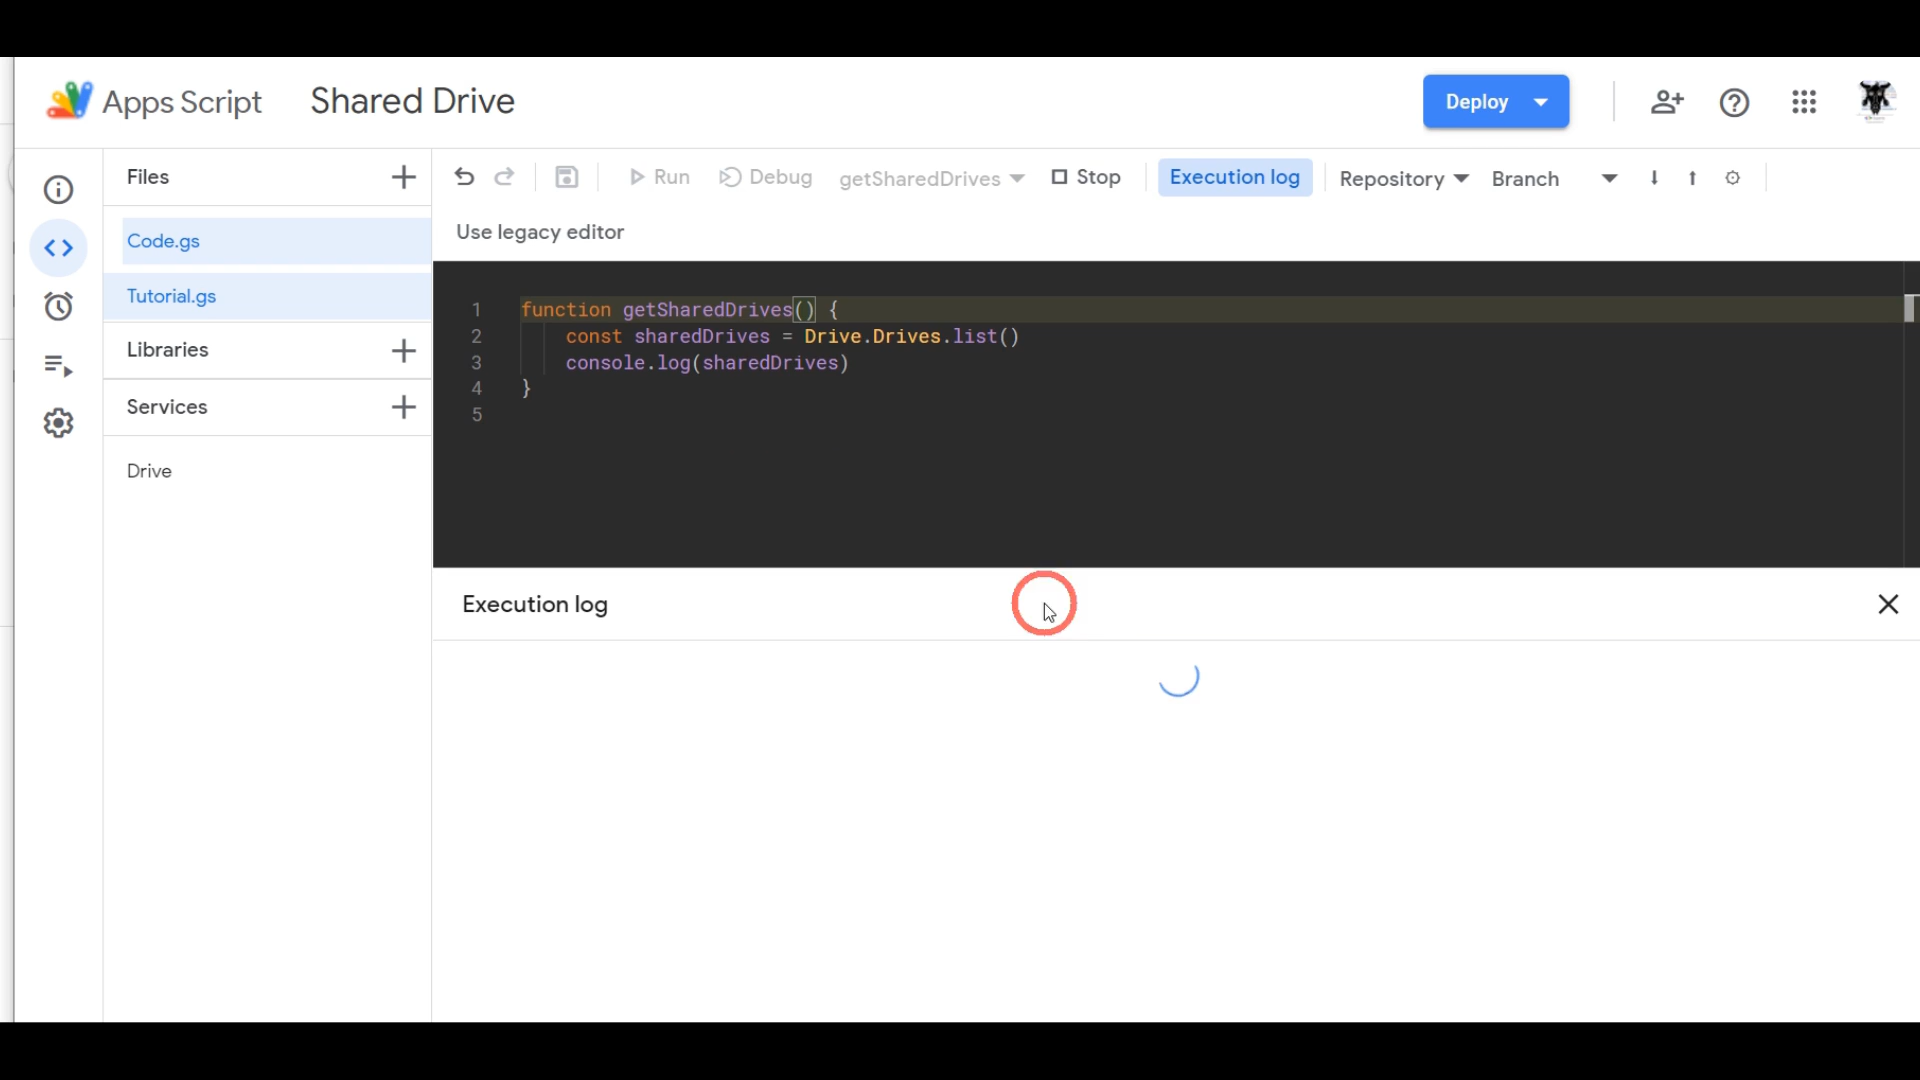 Apps Script
Shared Drive
Deploy
Files
Run
Debug
getSharedDrives
Stop
Execution log
Repository
Branch
Use legacy editor
Code.gs
Tutorial.gs
Libraries
Services
Drive
1 function getSharedDrives() {
2 const sharedDrives = Drive.Drives.list()
3 console.log(sharedDrives)
4 }
5
Execution log